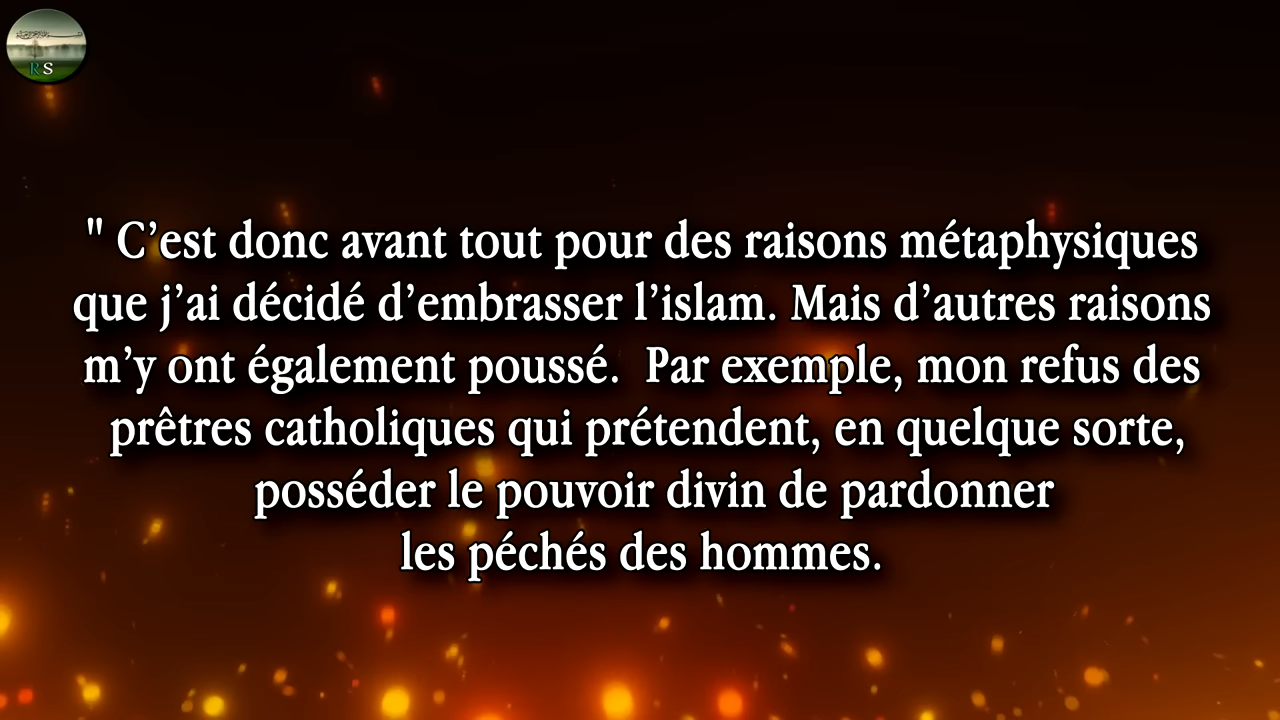 RS
" C’est donc avant tout pour des raisons métaphysiques
que j’ai décidé d’embrasser l’islam. Mais d’autres raisons
m’y ont également poussé.  Par exemple, mon refus des
prêtres catholiques qui prétendent, en quelque sorte,
posséder le pouvoir divin de pardonner
les péchés des hommes.